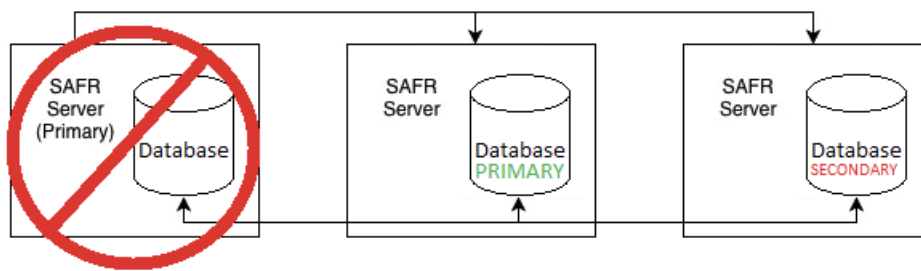 SAFR
Server
(Primary)
Database
SAFR
Server
Database
PRIMARY
SAFR
Server
Database
SECONDARY